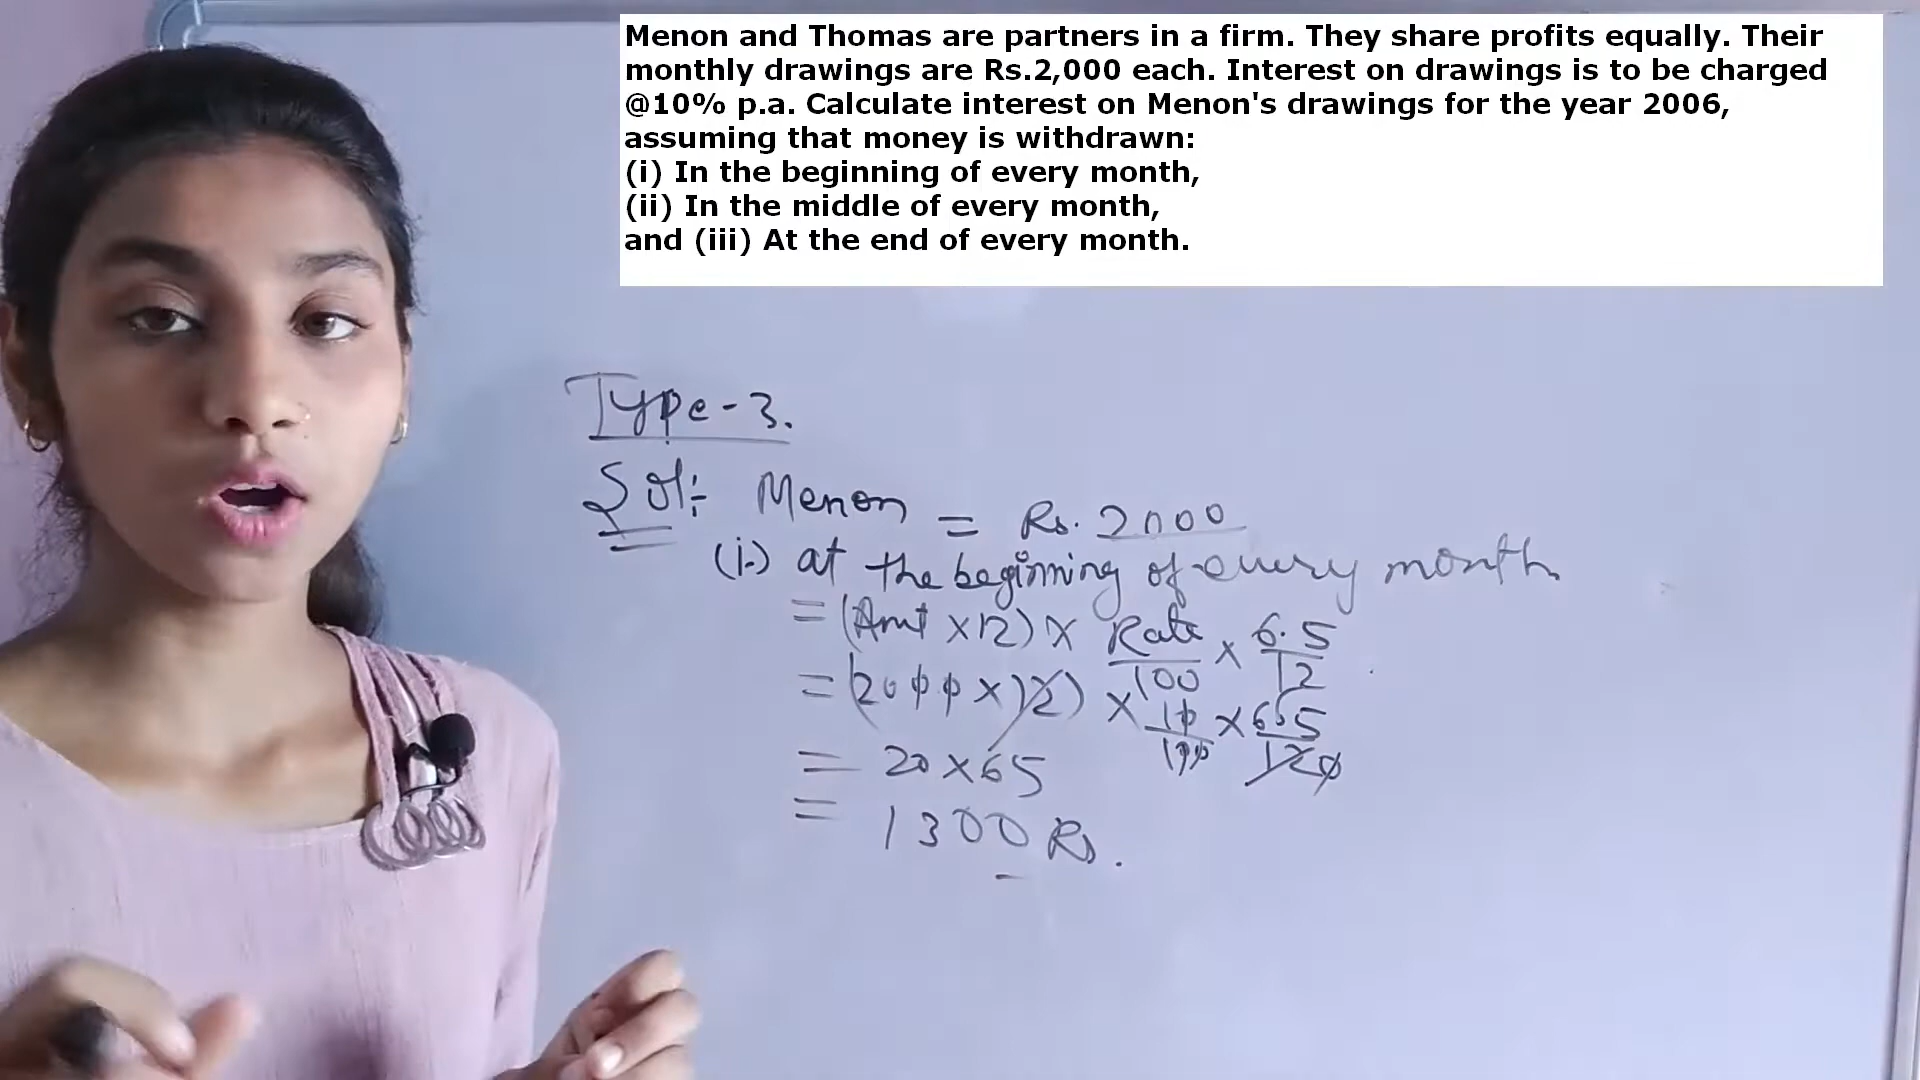 Menon and Thomas are partners in a firm. They share profits equally. Their
monthly drawings are Rs.2,000 each. Interest on drawings is to be charged
@10% p.a. Calculate interest on Menon's drawings for the year 2006,
assuming that money is withdrawn:
(i) In the beginning of every month,
(ii) In the middle of every month,
and (iii) At the end of every month.
Type-3.
Sol:- Menon = Rs. 2000
(i.) at the beginning of every month
= (Amt x 12) x Rate/100 x 6.5/12
= (2000 x 12) x 10/100 x 65/120
= 20 x 65
= 1300 Rs.